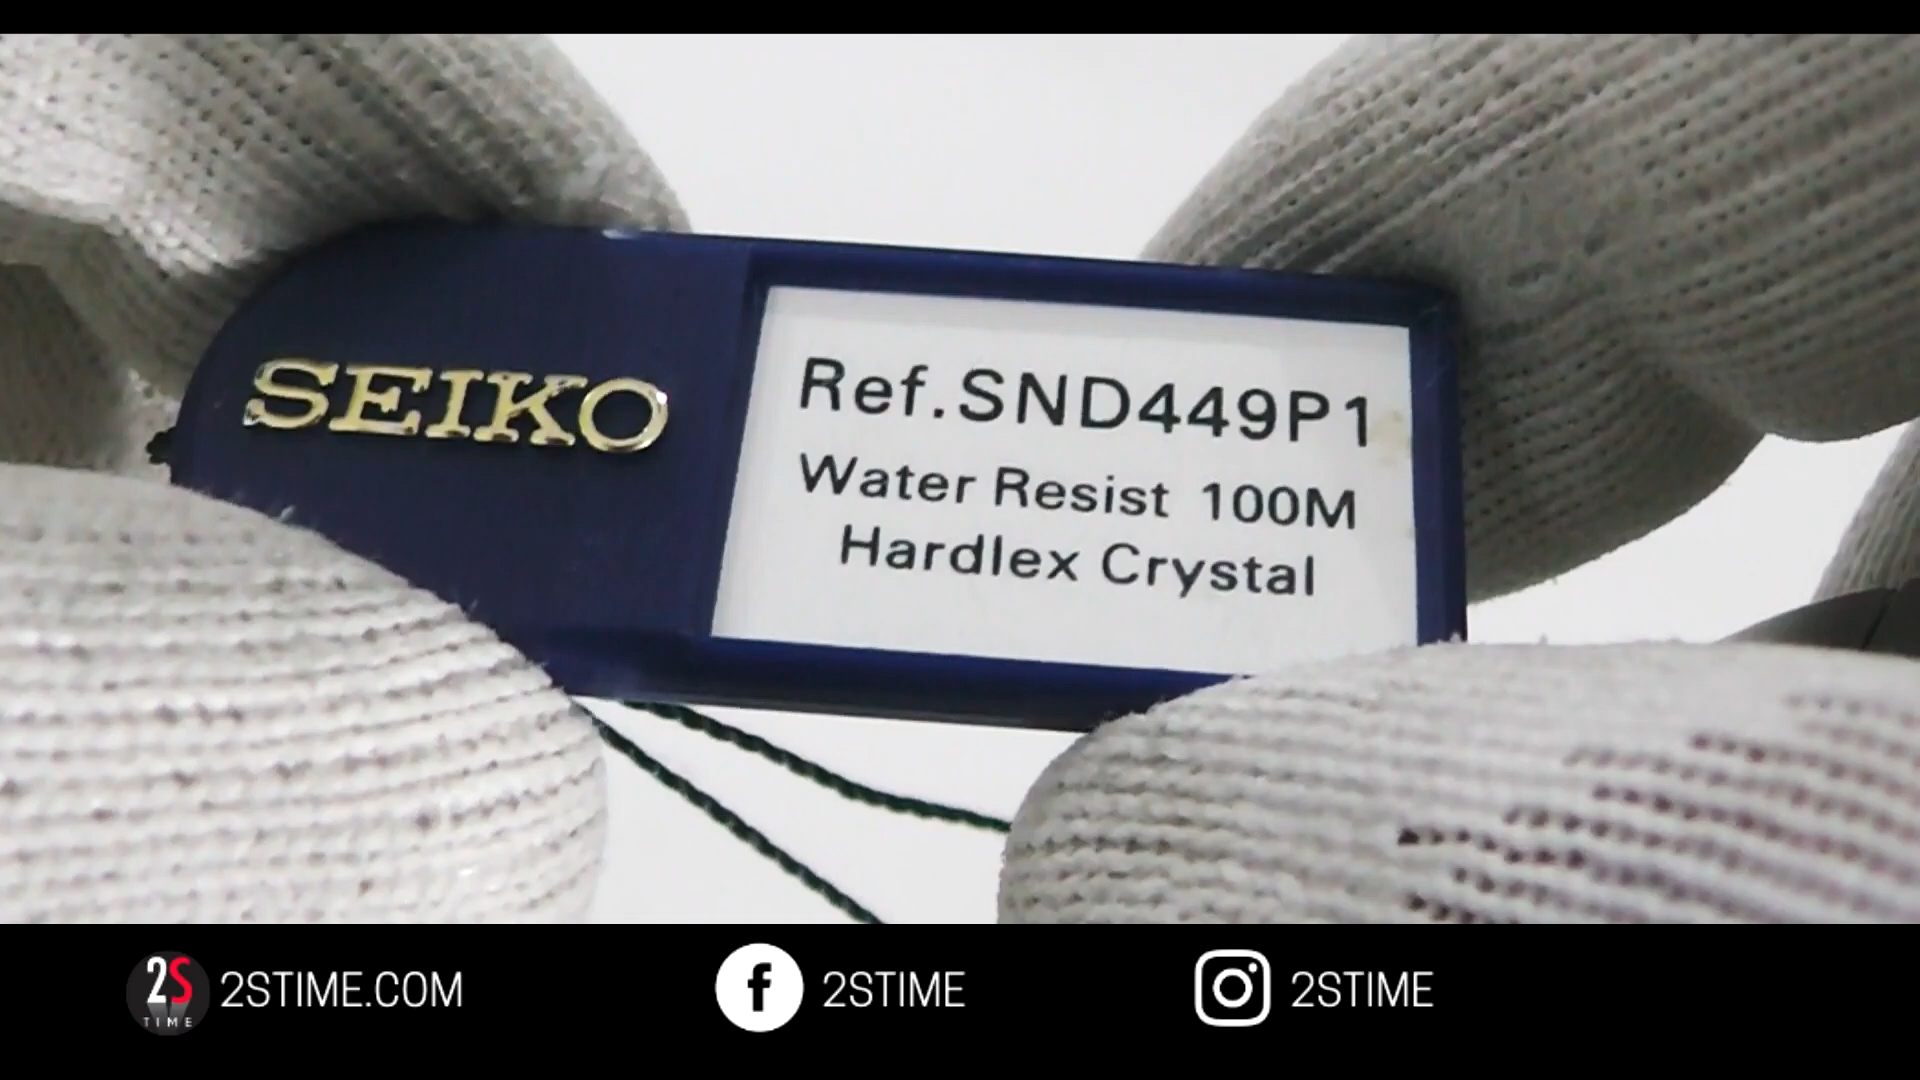 SEIKO
Ref.SND449P1
Water Resist 100M
Hardlex Crystal
2S TIME
2STIME.COM
2STIME
2STIME